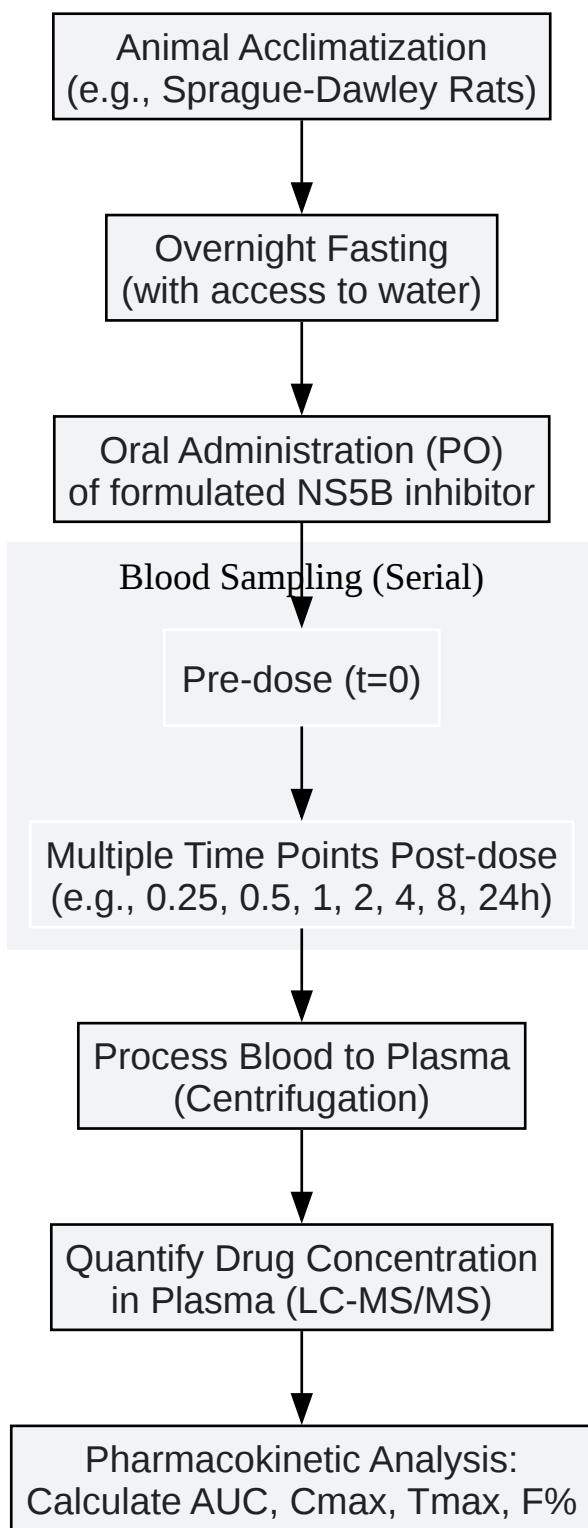 Animal Acclimatization
(e.g., Sprague-Dawley Rats)
Overnight Fasting
(with access to water)
Oral Administration (PO)
of formulated NS5B inhibitor
Blood Sampling (Serial)
Pre-dose (t=0)
Multiple Time Points Post-dose
(e.g., 0.25, 0.5, 1, 2, 4, 8, 24h)
Process Blood to Plasma
(Centrifugation)
Quantify Drug Concentration
in Plasma (LC-MS/MS)
Pharmacokinetic Analysis:
Calculate AUC, Cmax, Tmax, F%